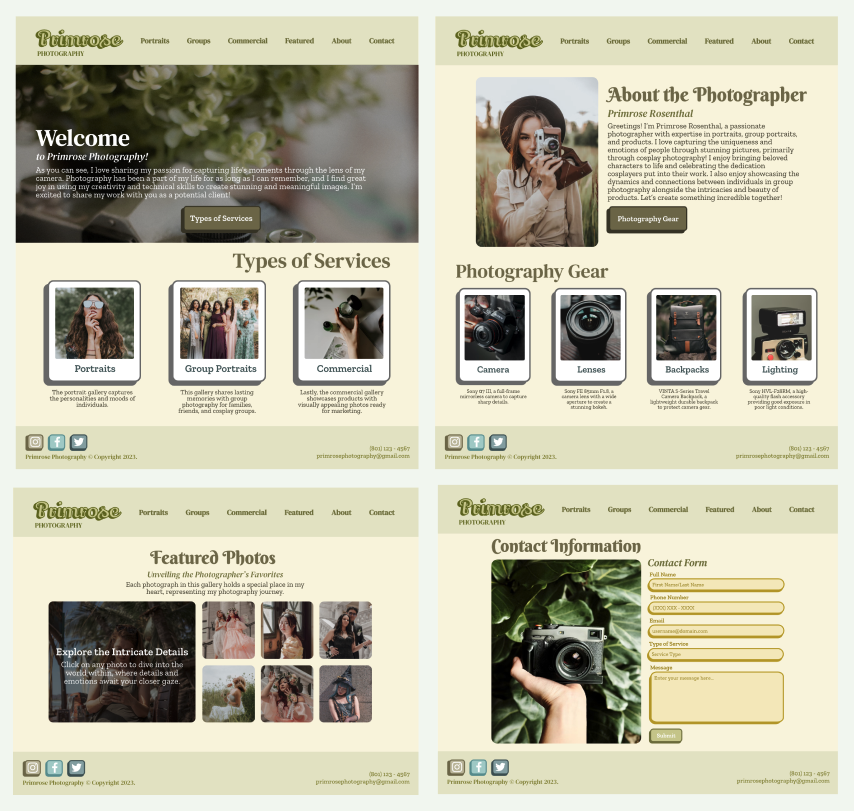 Primrose
PHOTOGRAPHY
Portraits Groups Commercial Featured About Contact
Welcome
to Primrose Photography!
As you can see, I love sharing my passion for capturing life's moments through the lens of my
camera. Photography has been a part of my life for as long as I can remember, and I find great
joy in using my creativity and technical skills to create stunning and meaningful images. I'm
excited to share my work with you as a potential client!
Types of Services
Types of Services
Portraits
Group Portraits
Commercial
The portrait gallery captures
the personalities and moods of
individuals.
This gallery shares lasting
memories with group
photography for families,
friends, and cosplay groups.
Lastly, the commercial gallery
showcases products with
visually appealing photos ready
for marketing.
Primrose Photography © Copyright 2023.
(801) 123 - 4567
primrosephotography@gmail.com
Primrose
PHOTOGRAPHY
Portraits Groups Commercial Featured About Contact
About the Photographer
Primrose Rosenthal
Greetings! I'm Primrose Rosenthal, a passionate
photographer with expertise in portraits, group portraits,
and products. I love capturing the uniqueness and
emotions of people through stunning pictures, primarily
through cosplay photography! I enjoy bringing beloved
characters to life and celebrating the dedication
cosplayers put into their work. I also enjoy showcasing the
dynamics and connections between individuals in group
photography alongside the intricacies and beauty of
products. Let's create something incredible together!
Photography Gear
Photography Gear
Camera
Lenses
Backpacks
Lighting
Sony α7 III, a full-frame
mirrorless camera to capture
sharp details.
Sony FE 85mm F1.8, a
camera lens with a wide
aperture to create a
stunning bokeh.
VINTA S-Series Travel
Camera Backpack, a
lightweight durable backpack
to protect camera gear.
Sony HVL-F28RM, a high-
quality flash accessory
providing good exposure in
poor light conditions.
Primrose Photography © Copyright 2023.
(801) 123 - 4567
primrosephotography@gmail.com
Primrose
PHOTOGRAPHY
Portraits Groups Commercial Featured About Contact
Featured Photos
Unveiling the Photographer's Favorites
Each photograph in this gallery holds a special place in my
heart, representing my photography journey.
Explore the Intricate Details
Click on any photo to dive into the
world within, where details and
emotions await your closer gaze.
Primrose Photography © Copyright 2023.
(801) 123 - 4567
primrosephotography@gmail.com
Primrose
PHOTOGRAPHY
Portraits Groups Commercial Featured About Contact
Contact Information
Contact Form
Full Name
First Name/Last Name
Phone Number
(XXX) XXX - XXXX
Email
username@domain.com
Type of Service
Service Type
Message
Enter your message here...
Submit
Primrose Photography © Copyright 2023.
(801) 123 - 4567
primrosephotography@gmail.com